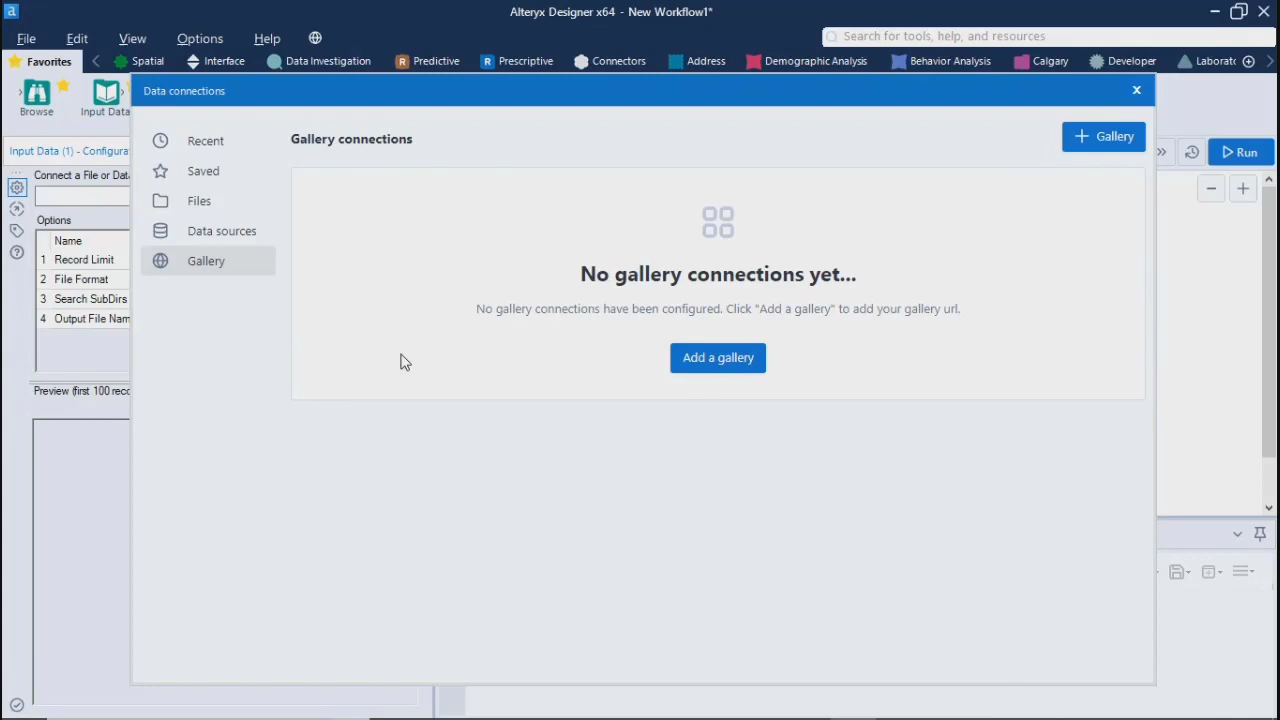 a
Alteryx Designer x64 - New Workflow1*
File Edit View Options Help
Search for tools, help, and resources
Favorites Spatial Interface Data Investigation R Predictive R Prescriptive Connectors Address Demographic Analysis Behavior Analysis Calgary Developer Laborato
Browse
Input Data
Data connections x
Input Data (1) - Configurat
Connect a File or Data
Options
Name
1 Record Limit
2 File Format
3 Search SubDirs
4 Output File Nam
Preview (first 100 reco
Recent
Saved
Files
Data sources
Gallery
Gallery connections
+ Gallery
No gallery connections yet...
No gallery connections have been configured. Click "Add a gallery" to add your gallery url.
Add a gallery
Run